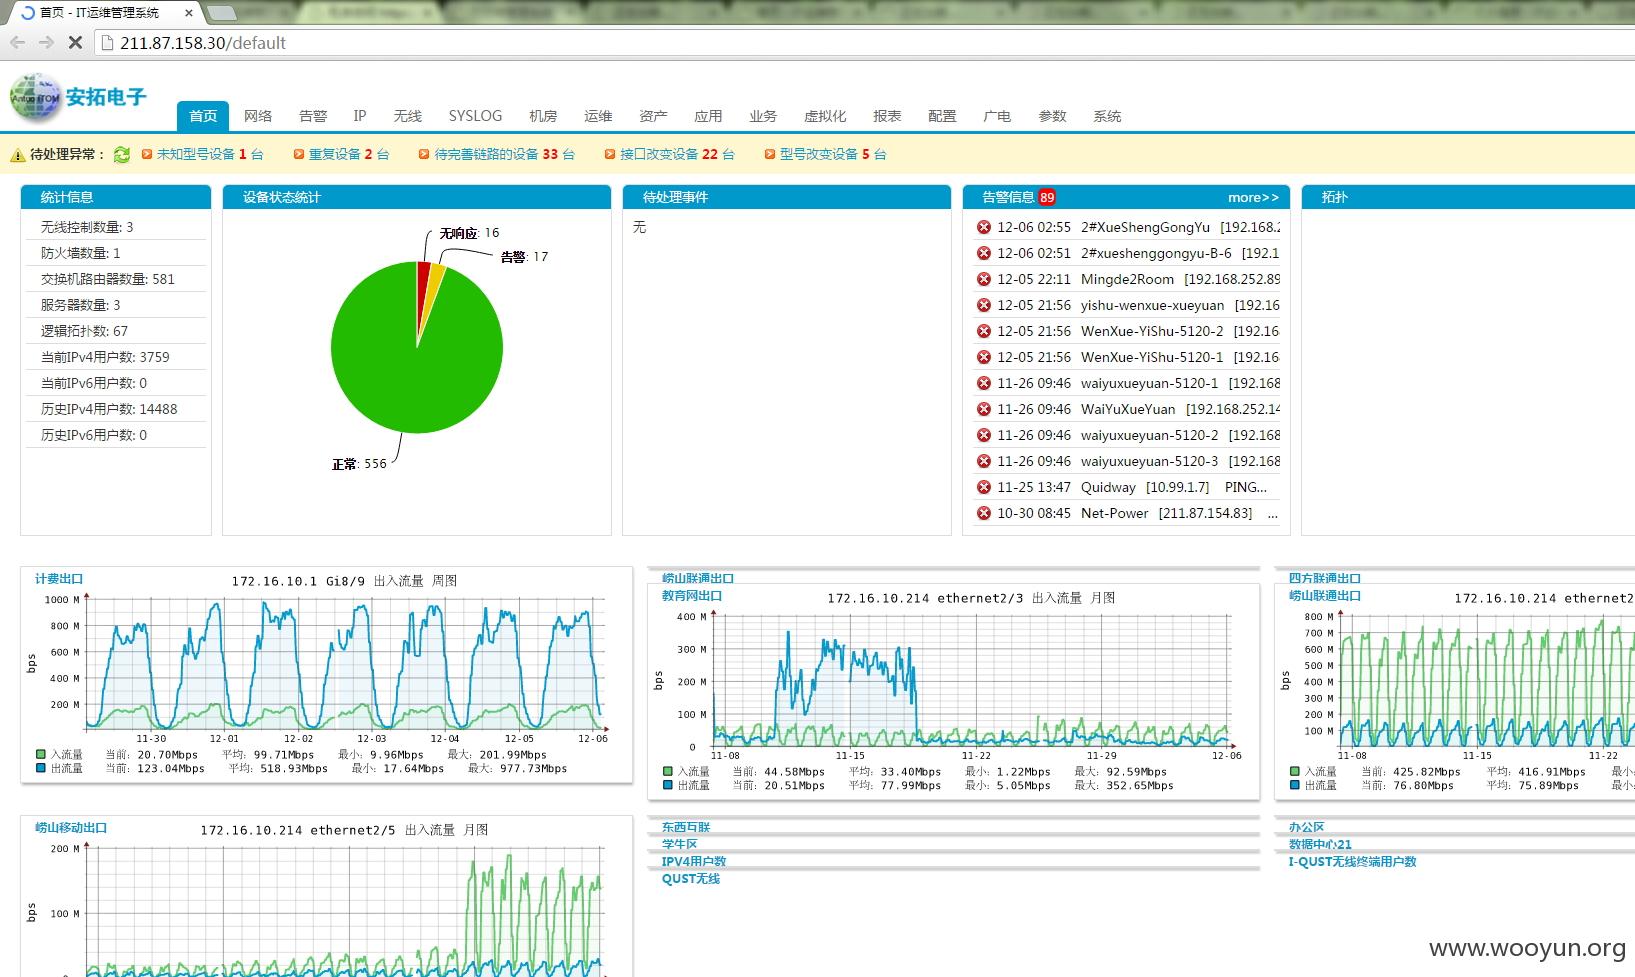 首页 - IT运维管理系统
211.87.158.30/default
Antuo ITOM 安拓电子
首页 网络 告警 IP 无线 SYSLOG 机房 运维 资产 应用 业务 虚拟化 报表 配置 广电 参数 系统
待处理异常： 未知型号设备 1 台 重复设备 2 台 待完善链路的设备 33 台 接口改变设备 22 台 型号改变设备 5 台
统计信息
无线控制数量: 3
防火墙数量: 1
交换机路由器数量: 581
服务器数量: 3
逻辑拓扑数: 67
当前IPv4用户数: 3759
当前IPv6用户数: 0
历史IPv4用户数: 14488
历史IPv6用户数: 0
设备状态统计
无响应: 16
告警: 17
正常: 556
待处理事件
无
告警信息 89 more>>
12-06 02:55 2#XueShengGongYu [192.168.2
12-06 02:51 2#xueshenggongyu-B-6 [192.1
12-05 22:11 Mingde2Room [192.168.252.89
12-05 21:56 yishu-wenxue-xueyuan [192.16
12-05 21:56 WenXue-YiShu-5120-2 [192.16
12-05 21:56 WenXue-YiShu-5120-1 [192.16
11-26 09:46 waiyuxueyuan-5120-1 [192.168
11-26 09:46 WaiYuXueYuan [192.168.252.14
11-26 09:46 waiyuxueyuan-5120-2 [192.168
11-26 09:46 waiyuxueyuan-5120-3 [192.168
11-25 13:47 Quidway [10.99.1.7] PING...
10-30 08:45 Net-Power [211.87.154.83] ...
拓扑
计费出口
172.16.10.1 Gi8/9 出入流量 周图
1000 M
800 M
600 M
400 M
200 M
bps
11-30 12-01 12-02 12-03 12-04 12-05 12-06
入流量 当前: 20.70Mbps 平均: 99.71Mbps 最小: 9.96Mbps 最大: 201.99Mbps
出流量 当前: 123.04Mbps 平均: 518.93Mbps 最小: 17.64Mbps 最大: 977.73Mbps
崂山联通出口
教育网出口
172.16.10.214 ethernet2/3 出入流量 月图
400 M
300 M
200 M
100 M
0
bps
11-08 11-15 11-22 11-29 12-06
入流量 当前: 44.58Mbps 平均: 33.40Mbps 最小: 1.22Mbps 最大: 92.59Mbps
出流量 当前: 20.51Mbps 平均: 77.99Mbps 最小: 5.05Mbps 最大: 352.65Mbps
四方联通出口
崂山联通出口
172.16.10.214 ethernet2
800 M
700 M
600 M
500 M
400 M
300 M
200 M
100 M
bps
11-08 11-15 11-22
入流量 当前: 425.82Mbps 平均: 416.91Mbps 最小
出流量 当前: 76.80Mbps 平均: 75.89Mbps 最小
崂山移动出口
172.16.10.214 ethernet2/5 出入流量 月图
200 M
100 M
bps
东西互联
学生区
IPV4用户数
QUST无线
办公区
数据中心21
I-QUST无线终端用户数
www.wooyun.org